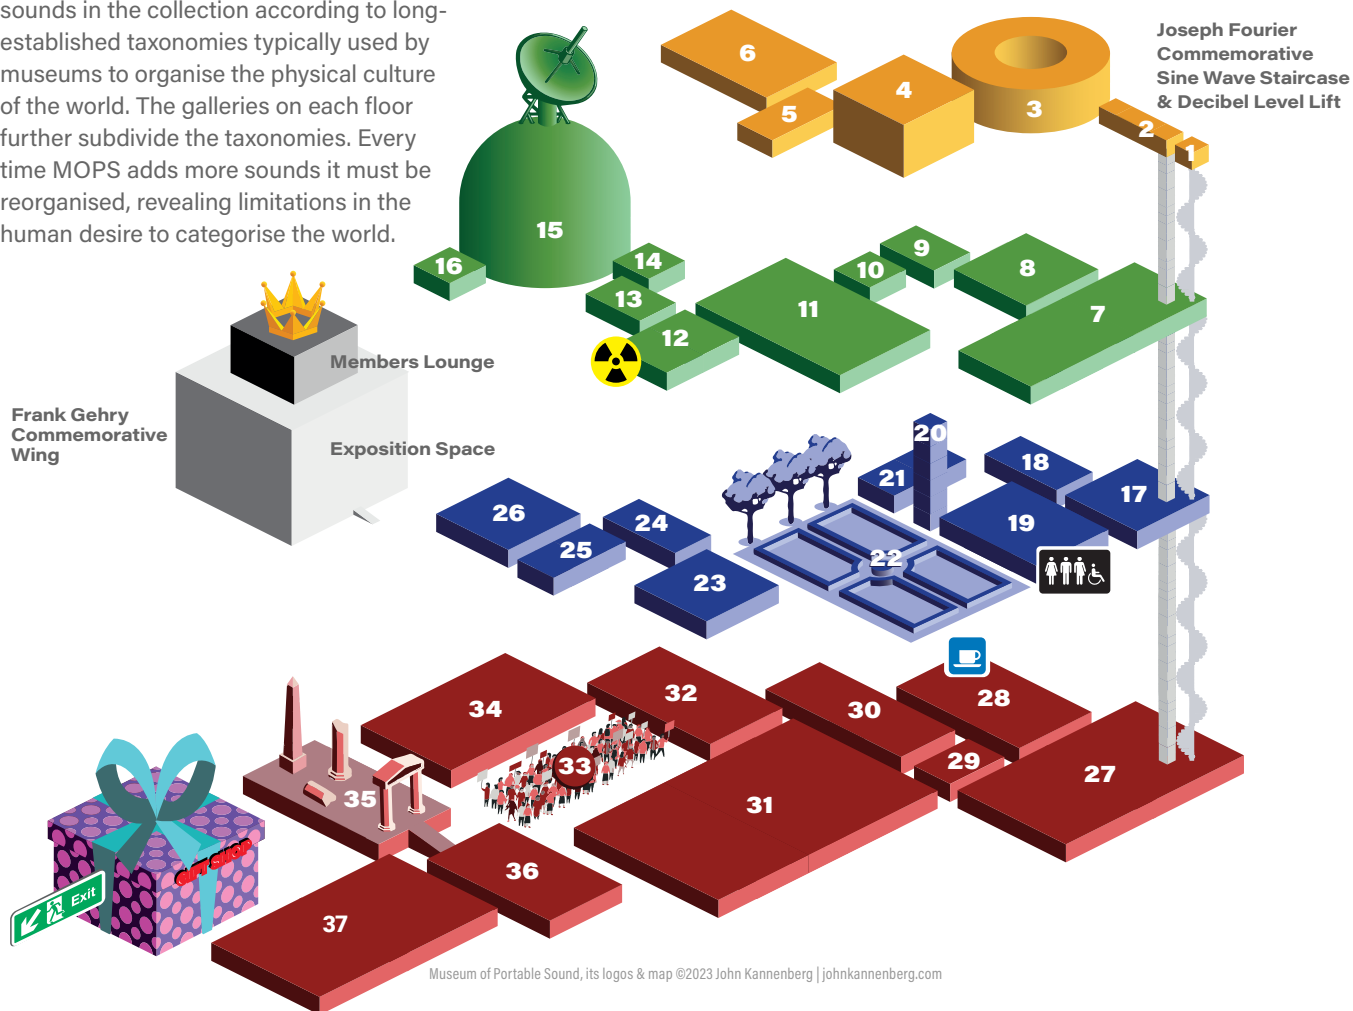 sounds in the collection according to long-
established taxonomies typically used by
museums to organise the physical culture
of the world. The galleries on each floor
further subdivide the taxonomies. Every
time MOPS adds more sounds it must be
reorganised, revealing limitations in the
human desire to categorise the world.
Joseph Fourier
Commemorative
Sine Wave Staircase
& Decibel Level Lift
6
5
4
3
2
1
16
15
14
13
12
11
10
9
8
7
Members Lounge
Frank Gehry
Commemorative
Wing
Exposition Space
26
25
24
23
22
21
20
19
18
17
34
32
30
28
33
29
27
35
31
36
37
GIFT SHOP
Exit
Museum of Portable Sound, its logos & map ©2023 John Kannenberg | johnkannenberg.com